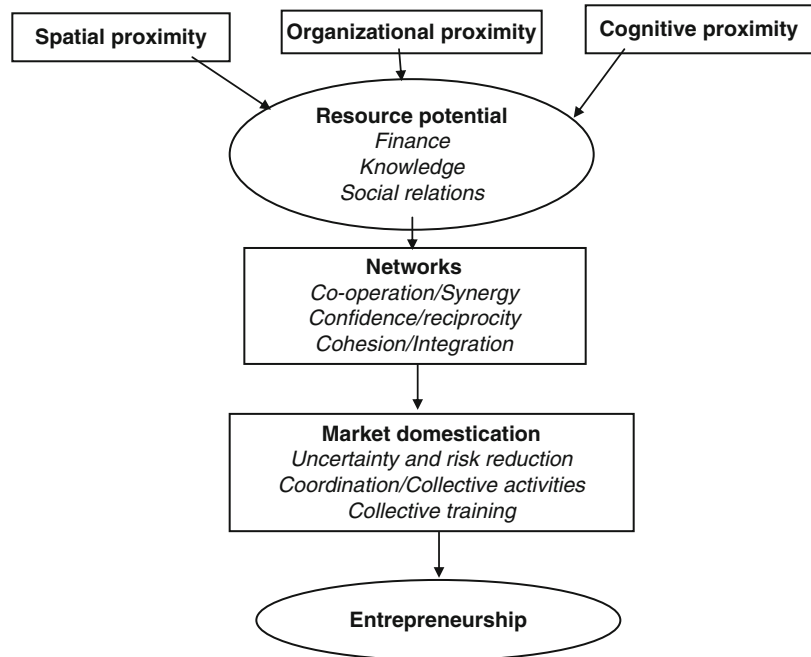 Spatial proximity
Organizational proximity
Cognitive proximity
Resource potential
Finance
Knowledge
Social relations
Networks
Co-operation/Synergy
Confidence/reciprocity
Cohesion/Integration
Market domestication
Uncertainty and risk reduction
Coordination/Collective activities
Collective training
Entrepreneurship